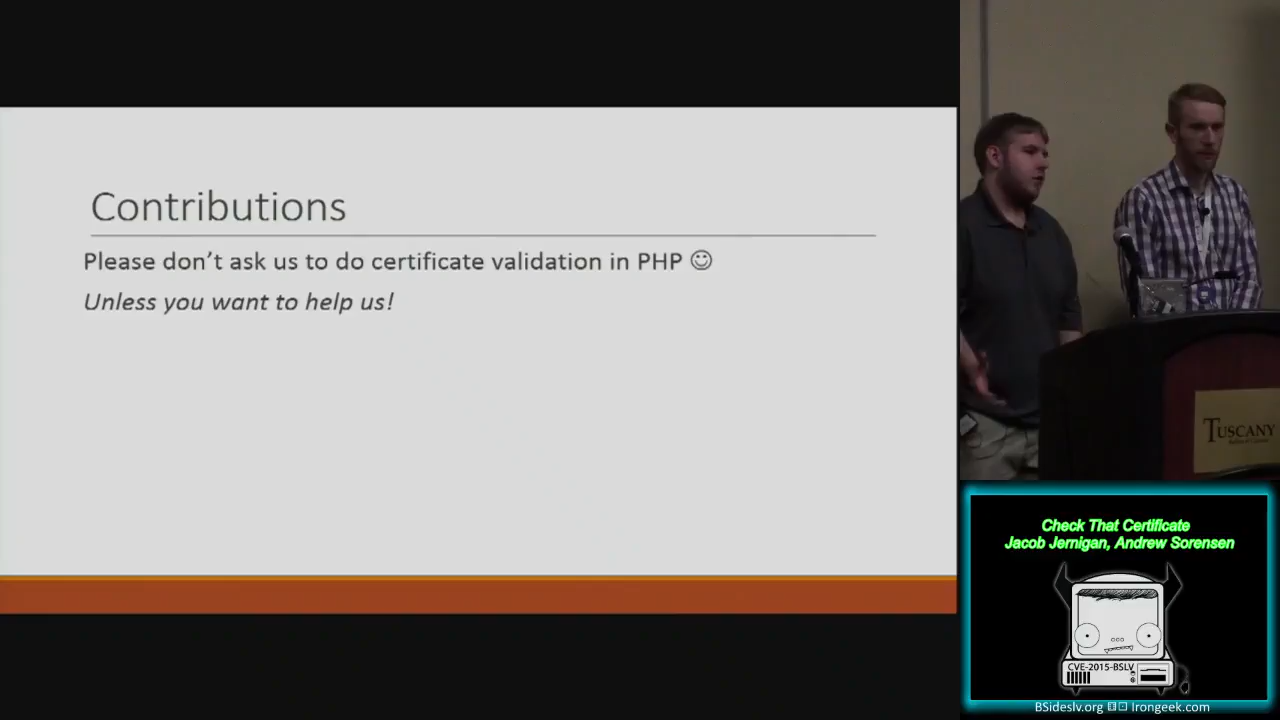 Contributions
Please don't ask us to do certificate validation in PHP ☺
Unless you want to help us!
TUSCANY
Check That Certificate
Jacob Jernigan, Andrew Sorensen
CVE-2015-BSLV
BSideslv.org Irongeek.com